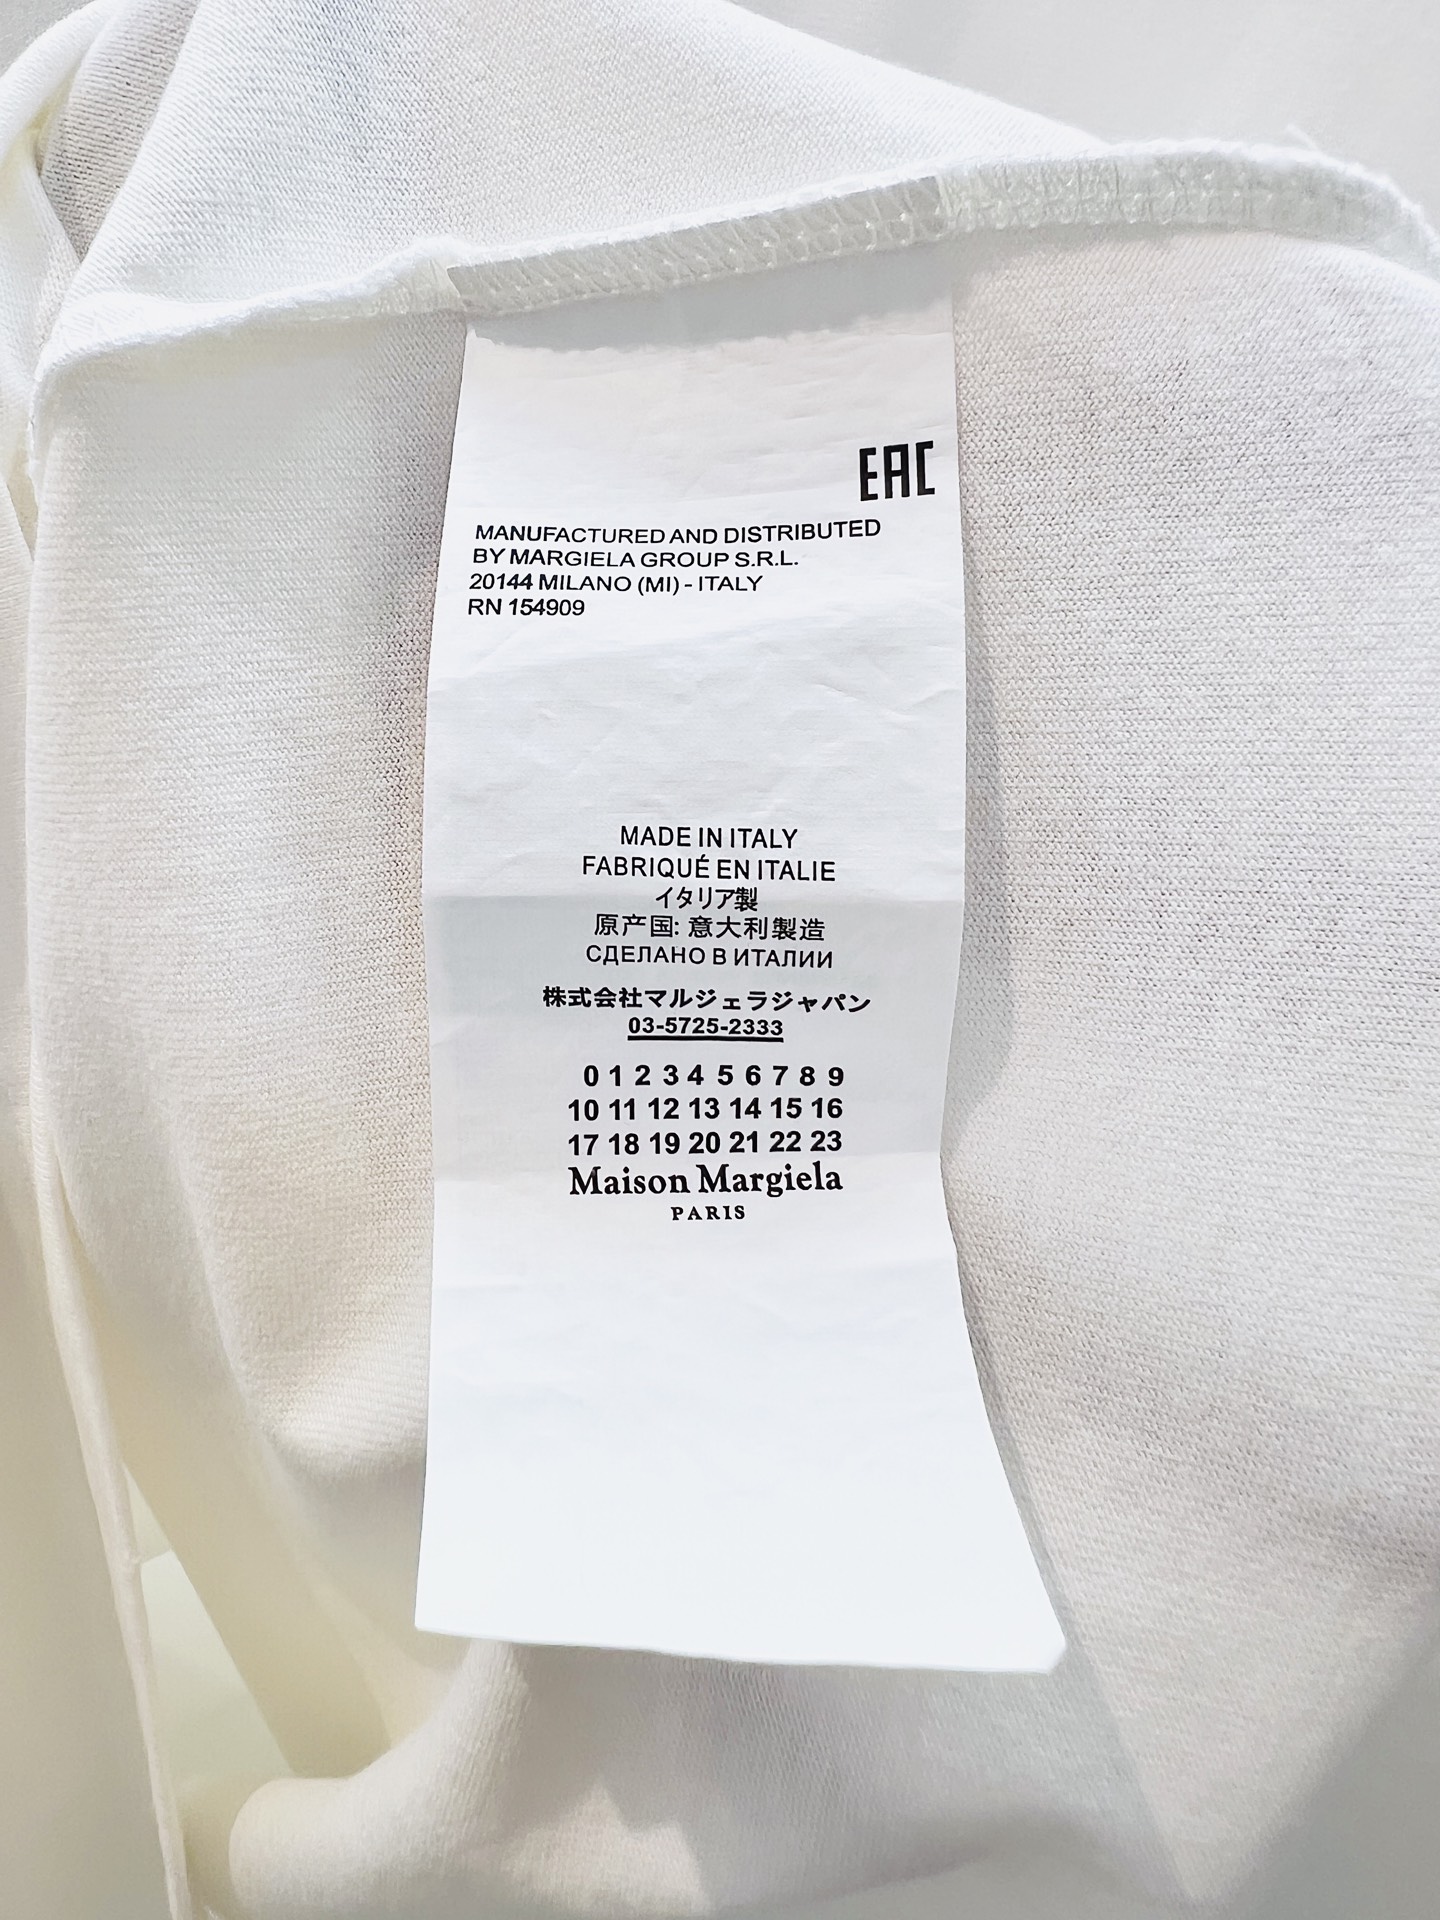 EAC
MANUFACTURED AND DISTRIBUTED
BY MARGIELA GROUP S.R.L.
20144 MILANO (MI) - ITALY
RN 154909
MADE IN ITALY
FABRIQUÉ EN ITALIE
イタリア製
原产国: 意大利製造
СДЕЛАНО В ИТАЛИИ
株式会社マルジェラジャパン
03-5725-2333
0 1 2 3 4 5 6 7 8 9
10 11 12 13 14 15 16
17 18 19 20 21 22 23
Maison Margiela
PARIS